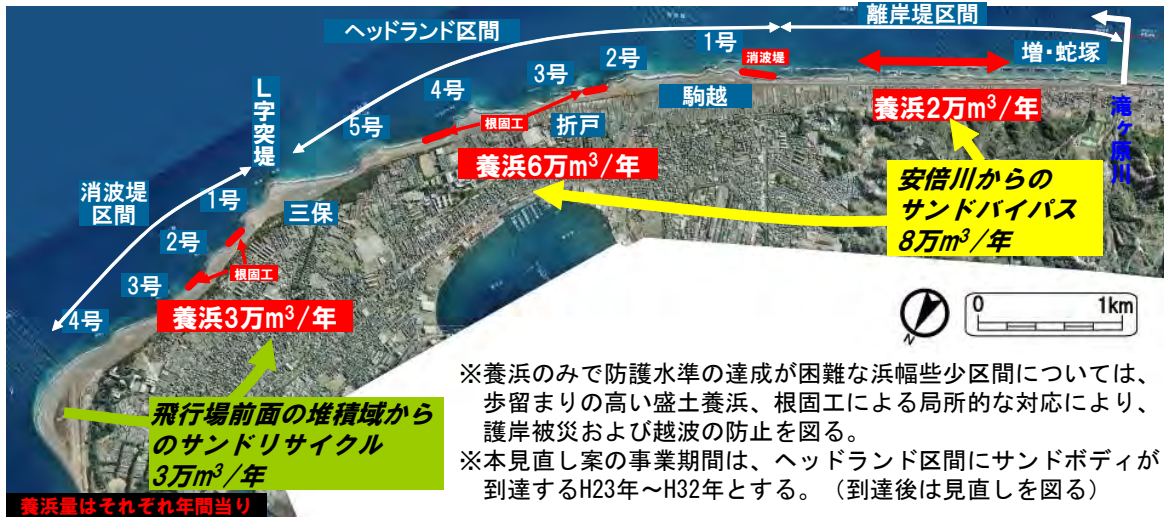 離岸堤区間
ヘッドランド区間
1号
2号
3号
4号
5号
消波堤
増・蛇塚
駒越
滝ヶ原川
養浜2万m³/年
根固工
折戸
養浜6万m³/年
安倍川からの
サンドバイパス
8万m³/年
L字突堤
消波堤
区間
1号
2号
3号
4号
三保
根固工
養浜3万m³/年
飛行場前面の堆積域から
のサンドリサイクル
3万m³/年
養浜量はそれぞれ年間当り
N
0 1km
※養浜のみで防護水準の達成が困難な浜幅些少区間については、
歩留まりの高い盛土養浜、根固工による局所的な対応により、
護岸被災および越波の防止を図る。
※本見直し案の事業期間は、ヘッドランド区間にサンドボディが
到達するH23年～H32年とする。（到達後は見直しを図る）